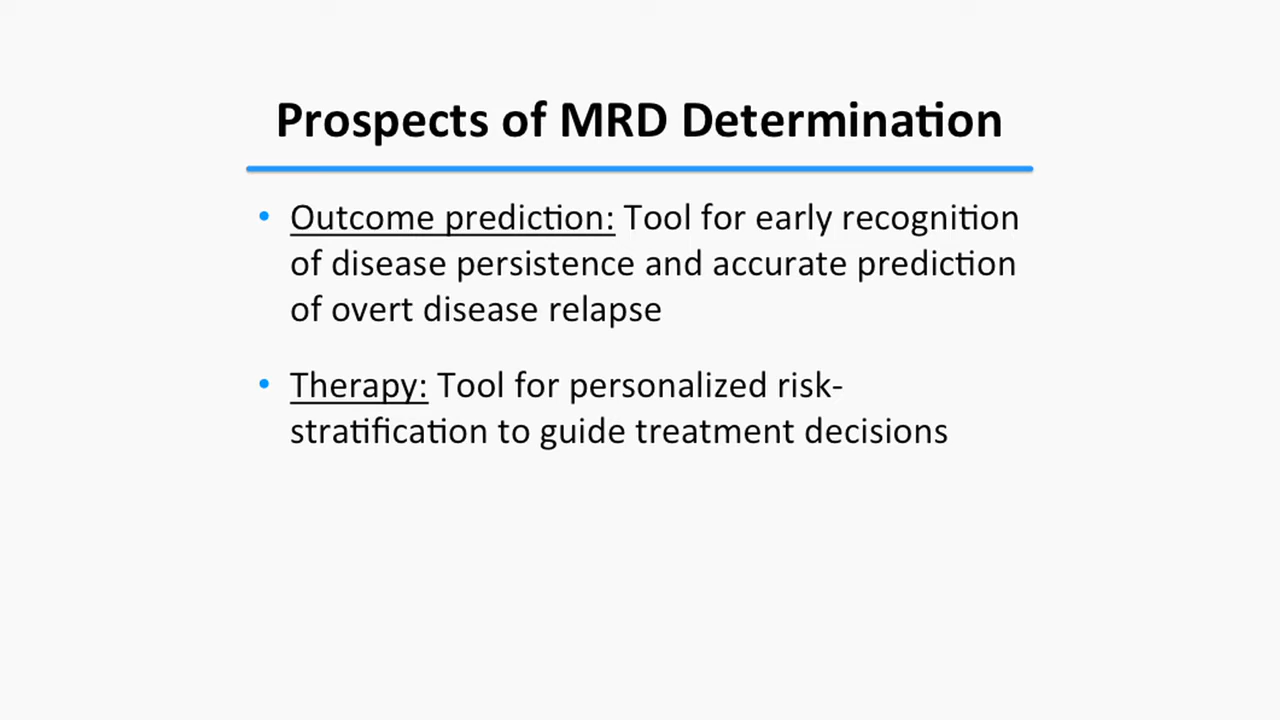 Prospects of MRD Determination
• Outcome prediction: Tool for early recognition
of disease persistence and accurate prediction
of overt disease relapse
• Therapy: Tool for personalized risk-
stratification to guide treatment decisions